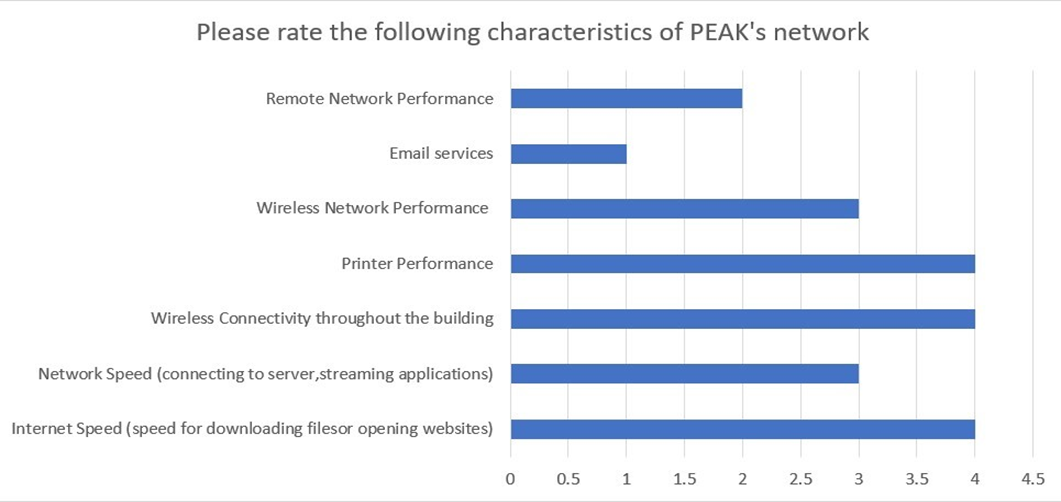 Please rate the following characteristics of PEAK's network
Remote Network Performance
Email services
Wireless Network Performance
Printer Performance
Wireless Connectivity throughout the building
Network Speed (connecting to server,streaming applications)
Internet Speed (speed for downloading filesor opening websites)
0 0.5 1 1.5 2 2.5 3 3.5 4 4.5